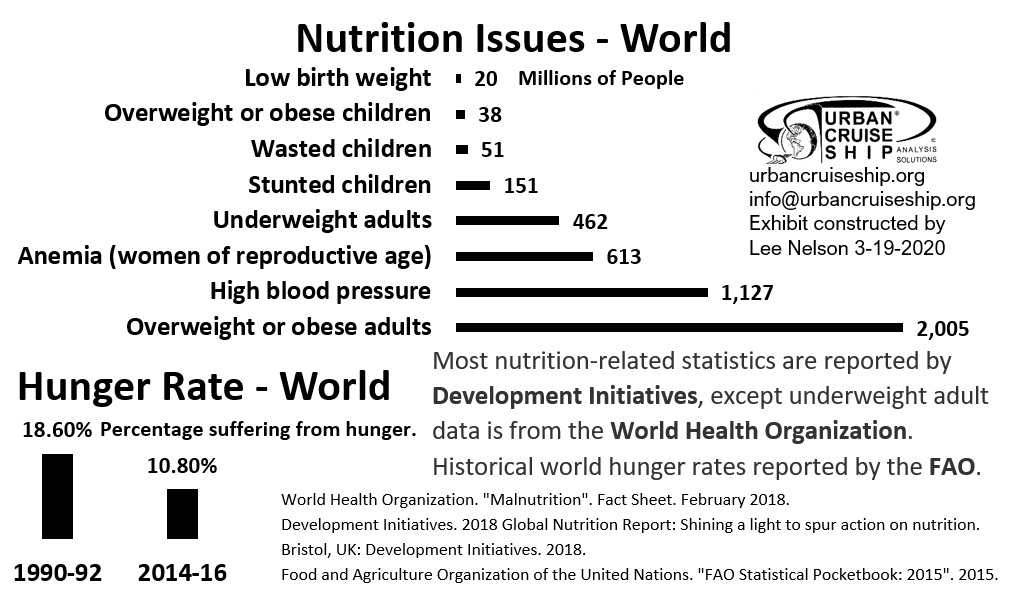 Nutrition Issues - World
Low birth weight 20 Millions of People
Overweight or obese children 38
Wasted children 51
Stunted children 151
Underweight adults 462
Anemia (women of reproductive age) 613
High blood pressure 1,127
Overweight or obese adults 2,005
URBAN®
CRUISE
SHIP ANALYSIS
SOLUTIONS ©
urbancruiseship.org
info@urbancruiseship.org
Exhibit constructed by
Lee Nelson 3-19-2020
Hunger Rate - World
18.60% Percentage suffering from hunger.
10.80%
1990-92 2014-16
Most nutrition-related statistics are reported by
Development Initiatives, except underweight adult
data is from the World Health Organization.
Historical world hunger rates reported by the FAO.
World Health Organization. "Malnutrition". Fact Sheet. February 2018.
Development Initiatives. 2018 Global Nutrition Report: Shining a light to spur action on nutrition.
Bristol, UK: Development Initiatives. 2018.
Food and Agriculture Organization of the United Nations. "FAO Statistical Pocketbook: 2015". 2015.